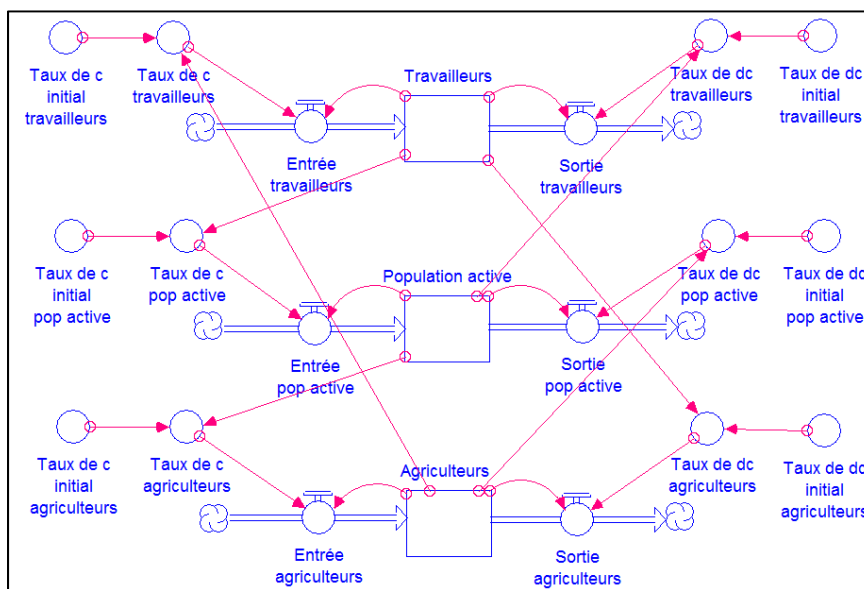 Taux de c
initial
travailleurs
Taux de c
travailleurs
Travailleurs
Taux de dc
travailleurs
Taux de dc
initial
travailleurs
Entrée
travailleurs
Sortie
travailleurs
Taux de c
initial
pop active
Taux de c
pop active
Population active
Taux de dc
pop active
Taux de dc
initial
pop active
Entrée
pop active
Sortie
pop active
Taux de c
initial
agriculteurs
Taux de c
agriculteurs
Agriculteurs
Taux de dc
agriculteurs
Taux de dc
initial
agriculteurs
Entrée
agriculteurs
Sortie
agriculteurs